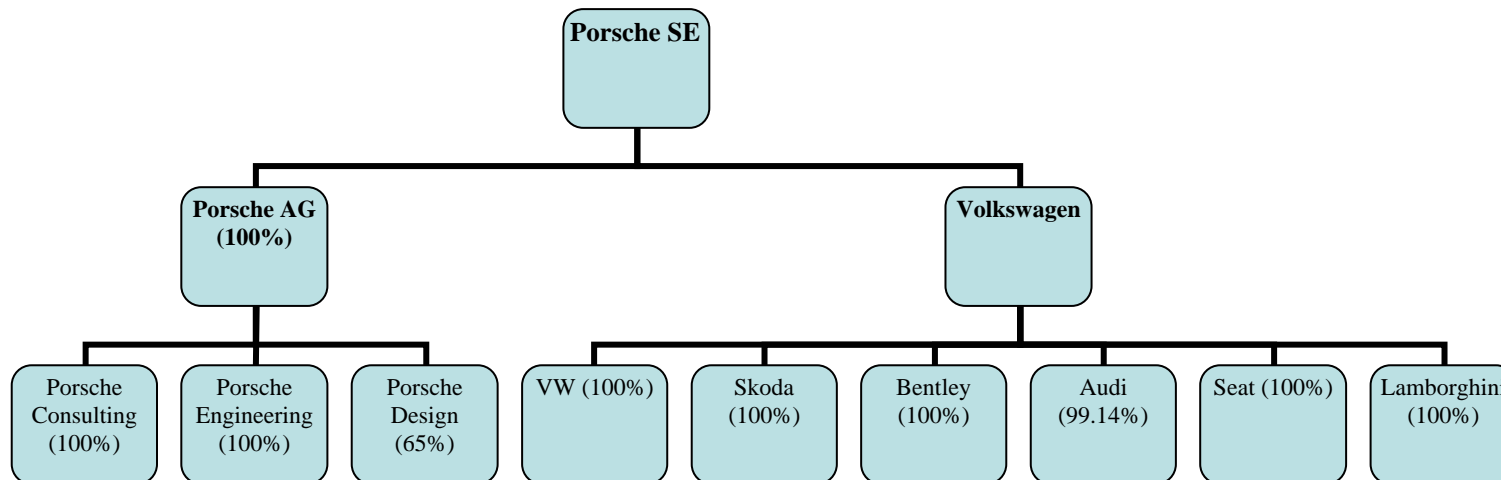 Porsche SE
Porsche AG
(100%)
Volkswagen
Porsche
Consulting
(100%)
Porsche
Engineering
(100%)
Porsche
Design
(65%)
VW (100%)
Skoda
(100%)
Bentley
(100%)
Audi
(99.14%)
Seat (100%)
Lamborghini
(100%)